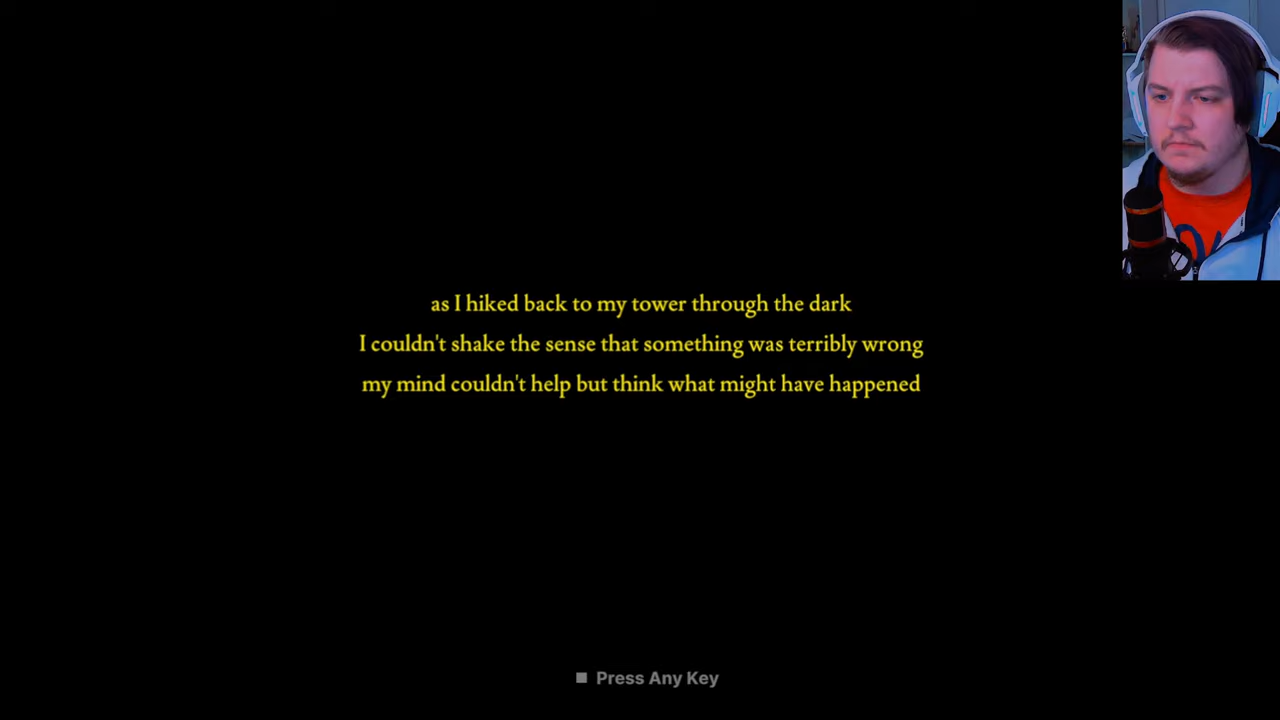 as I hiked back to my tower through the dark
I couldn't shake the sense that something was terribly wrong
my mind couldn't help but think what might have happened
Press Any Key